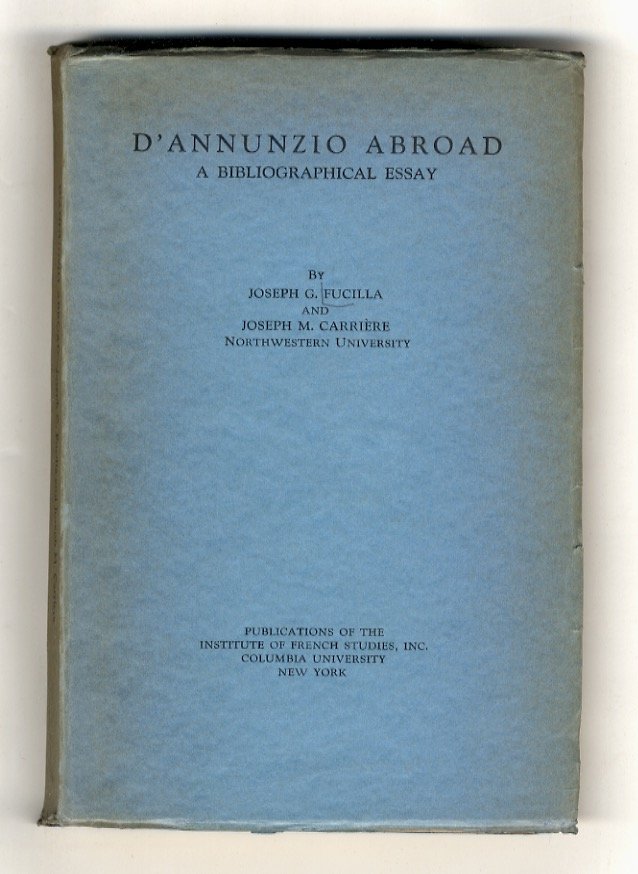 D'ANNUNZIO ABROAD
A BIBLIOGRAPHICAL ESSAY
By
JOSEPH G. FUCILLA
AND
JOSEPH M. CARRIÈRE
NORTHWESTERN UNIVERSITY
PUBLICATIONS OF THE
INSTITUTE OF FRENCH STUDIES, INC.
COLUMBIA UNIVERSITY
NEW YORK